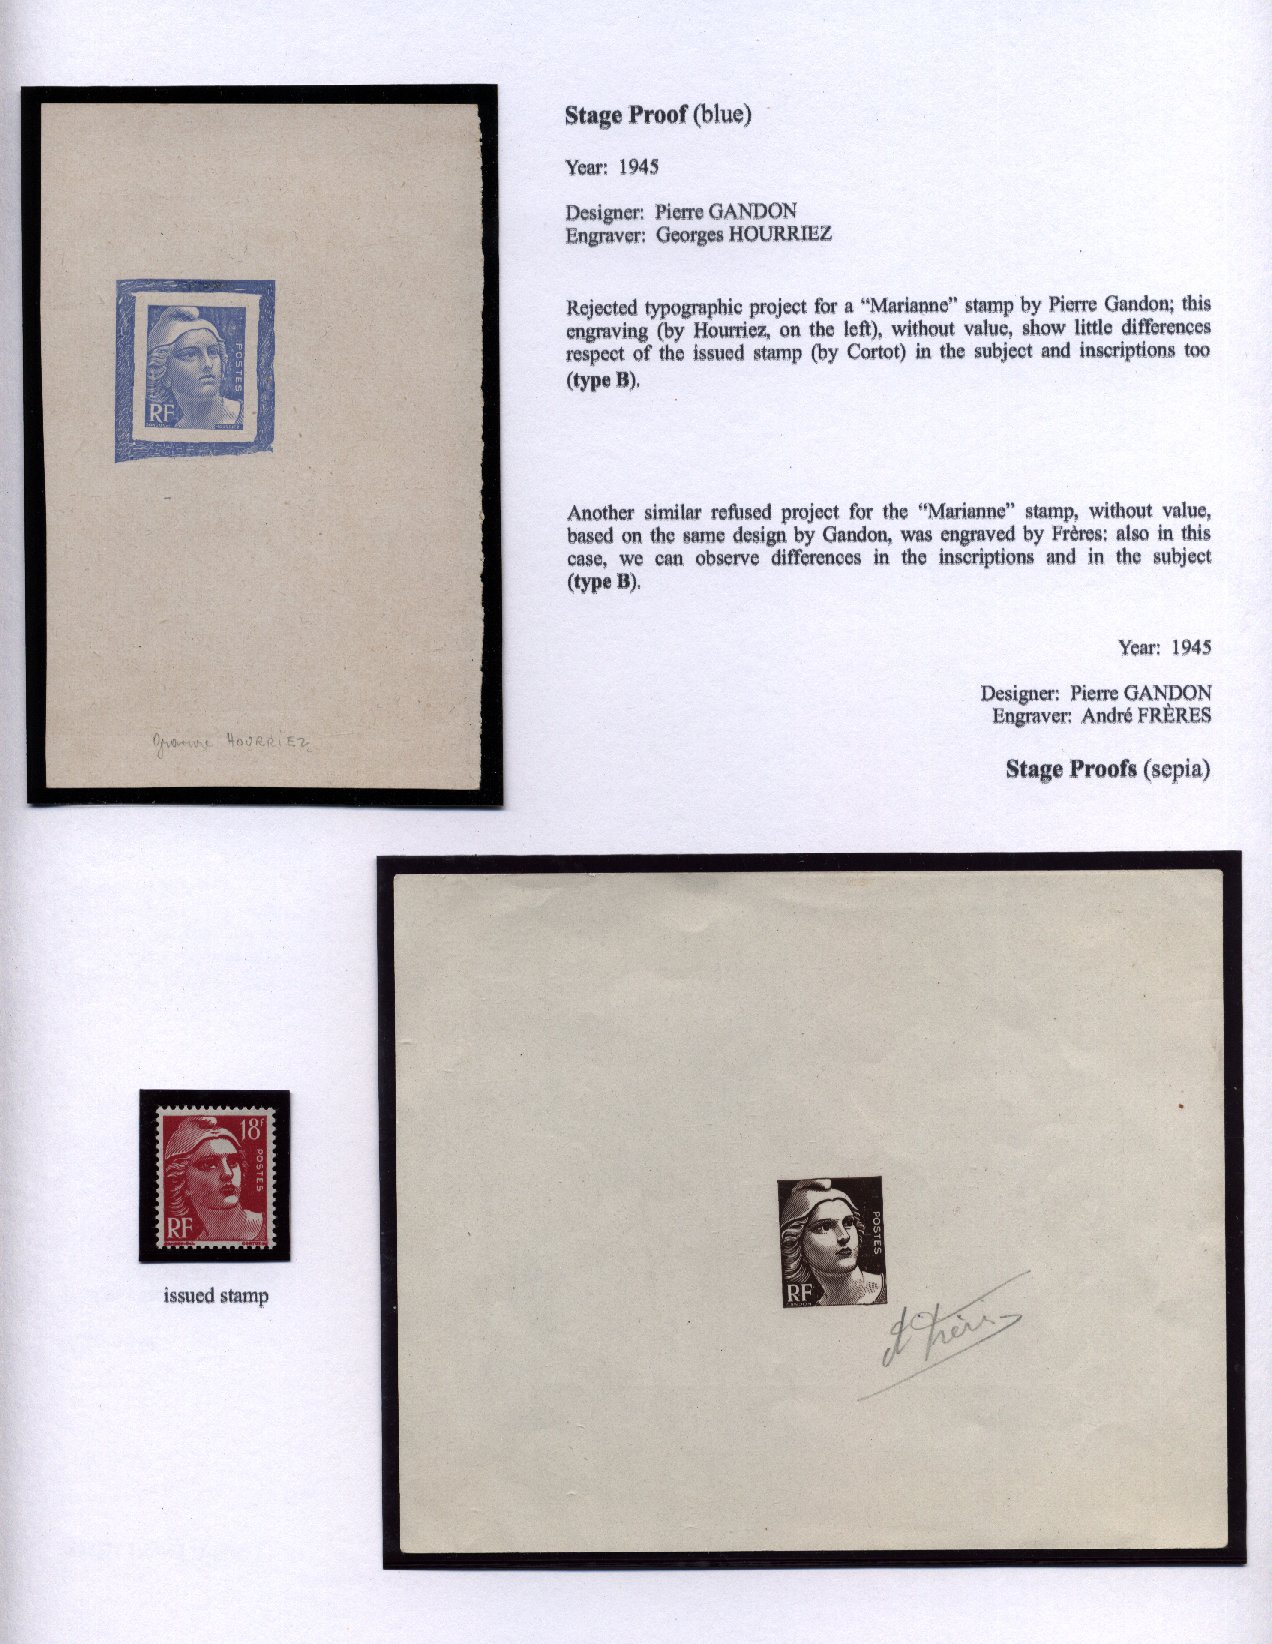 Stage Proof (blue)
Year: 1945
Designer: Pierre GANDON
Engraver: Georges HOURRIEZ
Rejected typographic project for a “Marianne” stamp by Pierre Gandon; this
engraving (by Hourriez, on the left), without value, show little differences
respect of the issued stamp (by Cortot) in the subject and inscriptions too
(type B).
POSTES
RF
Gravure HOURRIEZ
Another similar refused project for the “Marianne” stamp, without value,
based on the same design by Gandon, was engraved by Frères: also in this
case, we can observe differences in the inscriptions and in the subject
(type B).
Year: 1945
Designer: Pierre GANDON
Engraver: André FRÈRES
Stage Proofs (sepia)
18F
POSTES
RF
issued stamp
POSTES
RF
GANDON
A Frères